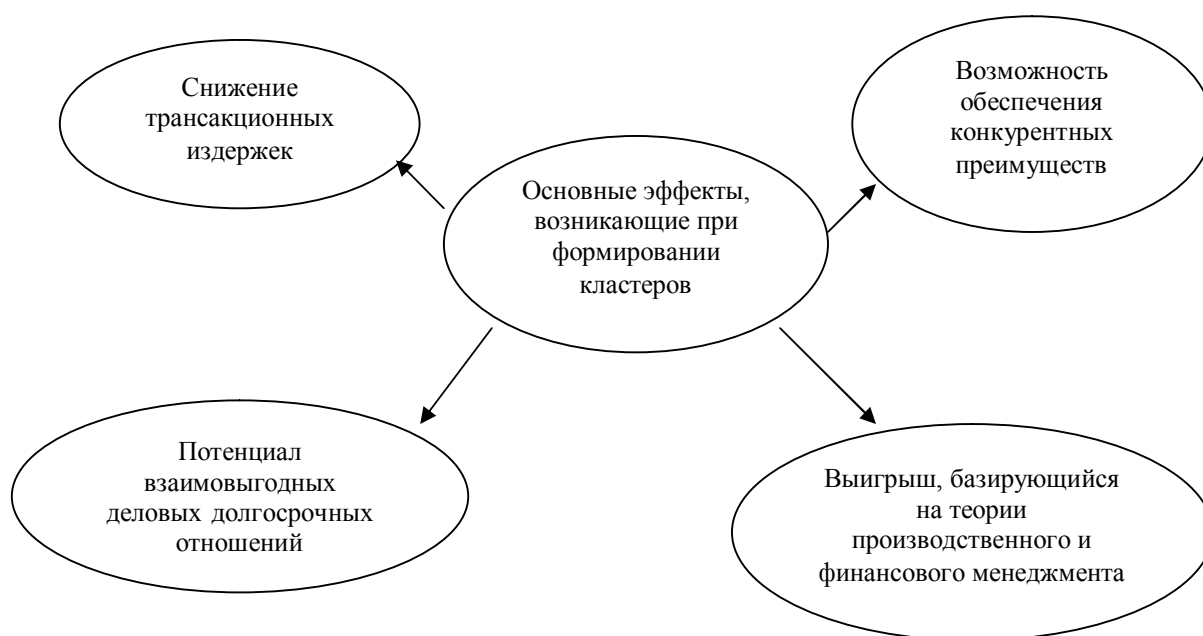 Снижение
трансакционных
издержек
Возможность
обеспечения
конкурентных
преимуществ
Основные эффекты,
возникающие при
формировании
кластеров
Потенциал
взаимовыгодных
деловых долгосрочных
отношений
Выигрыш, базирующийся
на теории
производственного и
финансового менеджмента